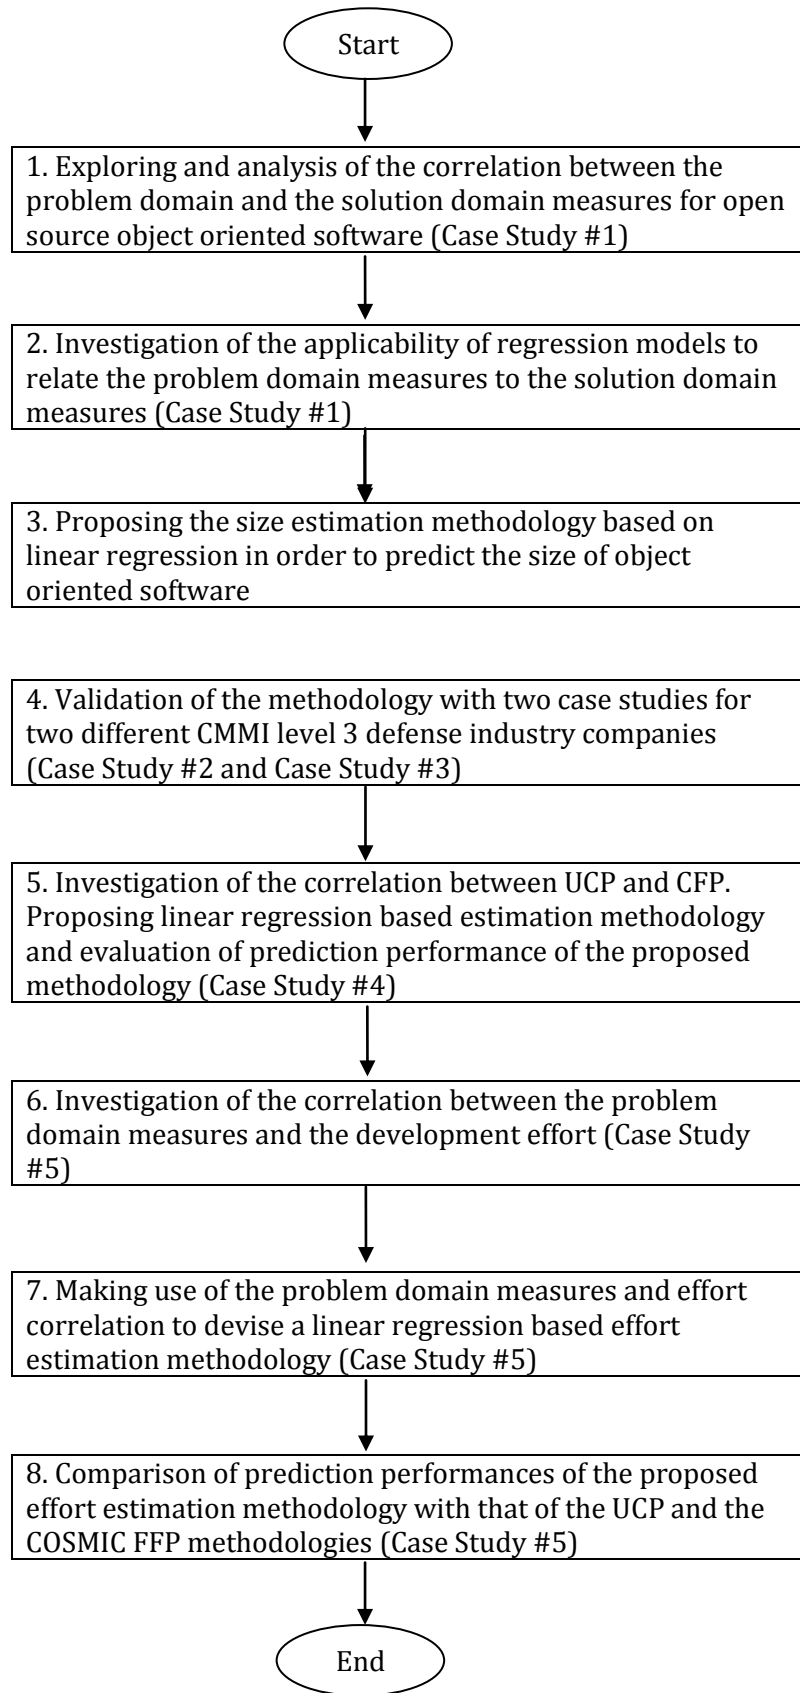 Start
1. Exploring and analysis of the correlation between the
problem domain and the solution domain measures for open
source object oriented software (Case Study #1)
2. Investigation of the applicability of regression models to
relate the problem domain measures to the solution domain
measures (Case Study #1)
3. Proposing the size estimation methodology based on
linear regression in order to predict the size of object
oriented software
4. Validation of the methodology with two case studies for
two different CMMI level 3 defense industry companies
(Case Study #2 and Case Study #3)
5. Investigation of the correlation between UCP and CFP.
Proposing linear regression based estimation methodology
and evaluation of prediction performance of the proposed
methodology (Case Study #4)
6. Investigation of the correlation between the problem
domain measures and the development effort (Case Study
#5)
7. Making use of the problem domain measures and effort
correlation to devise a linear regression based effort
estimation methodology (Case Study #5)
8. Comparison of prediction performances of the proposed
effort estimation methodology with that of the UCP and the
COSMIC FFP methodologies (Case Study #5)
End